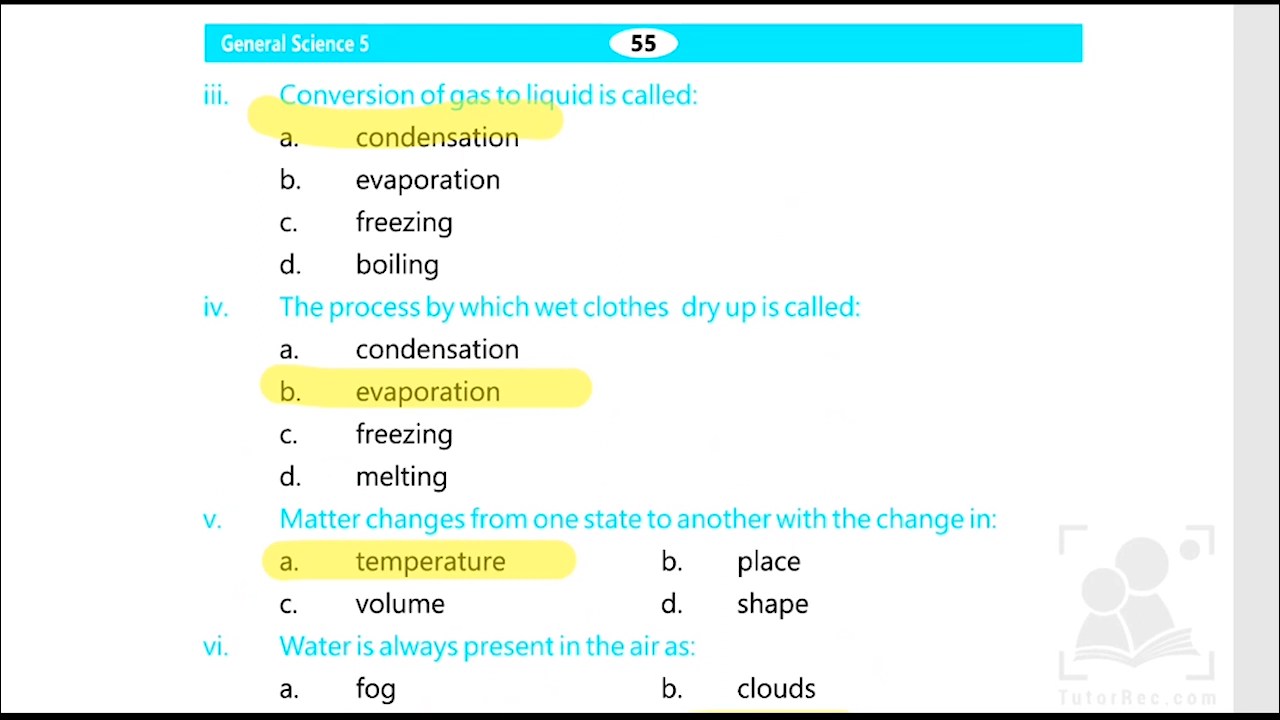 General Science 5 55
iii. Conversion of gas to liquid is called:
a. condensation
b. evaporation
c. freezing
d. boiling
iv. The process by which wet clothes dry up is called:
a. condensation
b. evaporation
c. freezing
d. melting
v. Matter changes from one state to another with the change in:
a. temperature b. place
c. volume d. shape
vi. Water is always present in the air as:
a. fog b. clouds
TutorRec.com